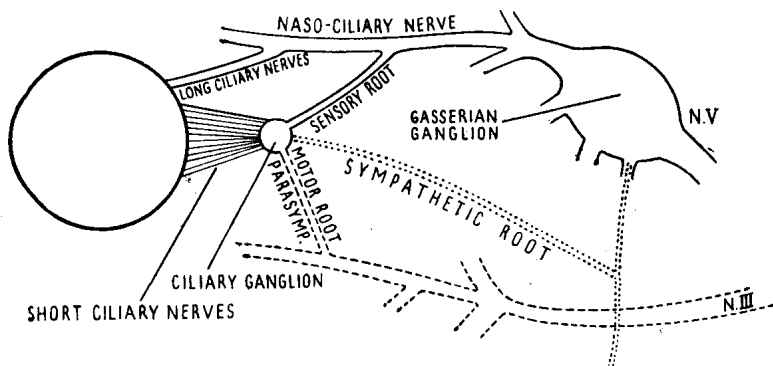 NASO-CILIARY NERVE
LONG CILIARY NERVES
SENSORY ROOT
GASSERIAN
GANGLION
N.V
MOTOR ROOT
PARASYMP.
SYMPATHETIC ROOT
CILIARY GANGLION
SHORT CILIARY NERVES
N.III